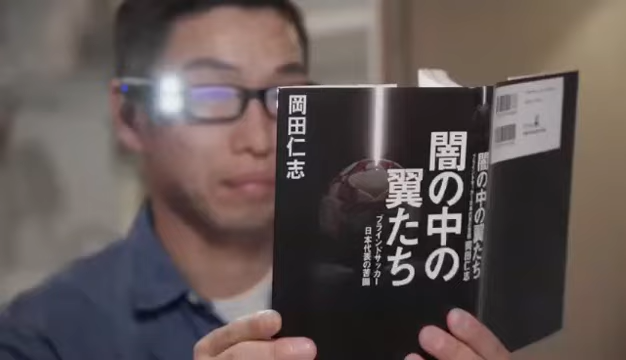 闇の中の
翼たち
ブラインドサッカー
日本代表の苦闘
岡田仁志
闇の中の翼たち
岡田仁志